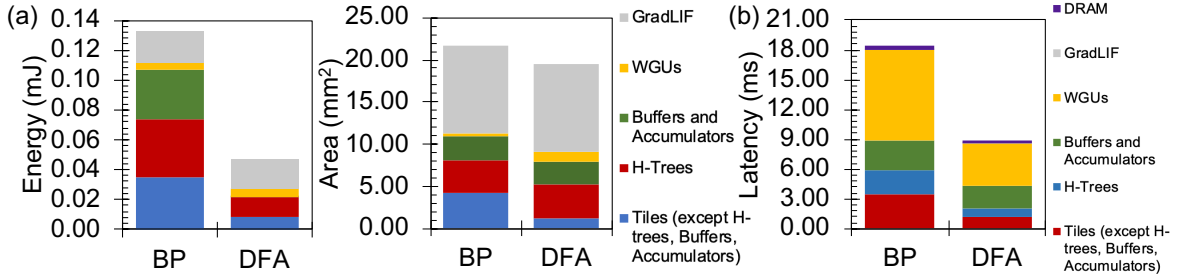 (a)
Energy (mJ)
0.14
0.12
0.10
0.08
0.06
0.04
0.02
0.00
BP DFA
Area (mm²)
25.00
20.00
15.00
10.00
5.00
0.00
BP DFA
GradLIF
WGUs
Buffers and
Accumulators
H-Trees
Tiles (except H-
trees, Buffers,
Accumulators)
(b)
Latency (ms)
21.00
18.00
15.00
12.00
9.00
6.00
3.00
0.00
BP DFA
DRAM
GradLIF
WGUs
Buffers and
Accumulators
H-Trees
Tiles (except H-
trees, Buffers,
Accumulators)